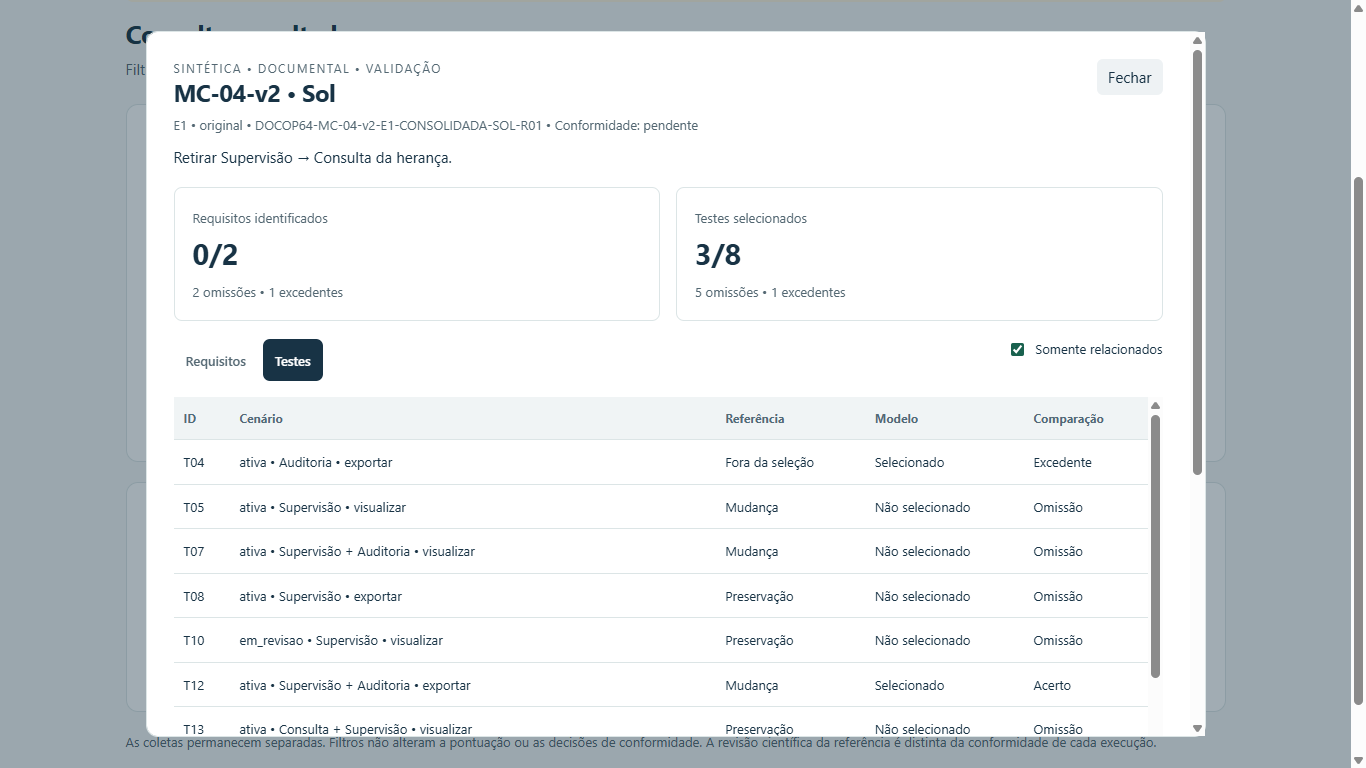 SINTÉTICA • DOCUMENTAL • VALIDAÇÃO
Fechar
MC-04-v2 • Sol
E1 • original • DOCOP64-MC-04-v2-E1-CONSOLIDADA-SOL-R01 • Conformidade: pendente
Retirar Supervisão → Consulta da herança.
Requisitos identificados
0/2
2 omissões • 1 excedentes
Testes selecionados
3/8
5 omissões • 1 excedentes
Requisitos Testes
Somente relacionados
ID Cenário Referência Modelo Comparação
T04 ativa • Auditoria • exportar Fora da seleção Selecionado Excedente
T05 ativa • Supervisão • visualizar Mudança Não selecionado Omissão
T07 ativa • Supervisão + Auditoria • visualizar Mudança Não selecionado Omissão
T08 ativa • Supervisão • exportar Preservação Não selecionado Omissão
T10 em_revisao • Supervisão • visualizar Preservação Não selecionado Omissão
T12 ativa • Supervisão + Auditoria • exportar Mudança Selecionado Acerto
T13 ativa • Consulta + Supervisão • visualizar Preservação Não selecionado Omissão
As coletas permanecem separadas. Filtros não alteram a pontuação ou as decisões de conformidade. A revisão científica da referência é distinta da conformidade de cada execução.